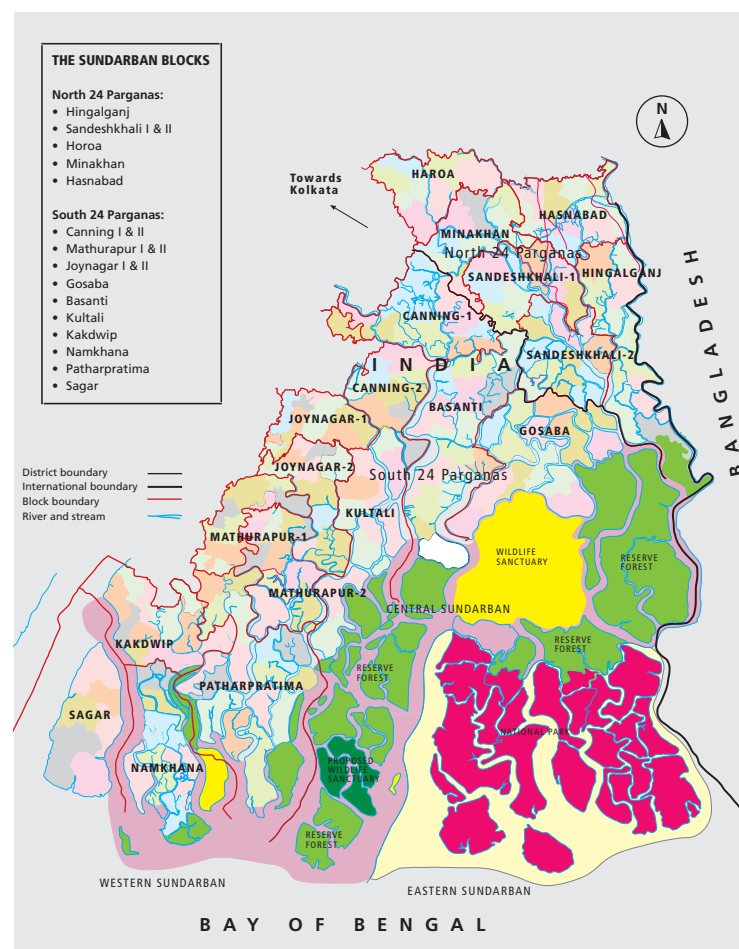 THE SUNDARBAN BLOCKS
North 24 Parganas:
• Hingalganj
• Sandeshkhali I & II
• Horoa
• Minakhan
• Hasnabad
South 24 Parganas:
• Canning I & II
• Mathurapur I & II
• Joynagar I & II
• Gosaba
• Basanti
• Kultali
• Kakdwip
• Namkhana
• Patharpratima
• Sagar
N
Towards
Kolkata
HAROA
HASNABAD
MINAKHAN
North 24 Parganas
SANDESHKHALI-1
HINGALGANJ
BANGLADESH
CANNING-1
SANDESHKHALI-2
INDIA
CANNING-2
BASANTI
JOYNAGAR-1
GOSABA
JOYNAGAR-2
South 24 Parganas
District boundary
International boundary
Block boundary
River and stream
KULTALI
MATHURAPUR-1
WILDLIFE
SANCTUARY
RESERVE
FOREST
MATHURAPUR-2
CENTRAL SUNDARBAN
KAKDWIP
RESERVE
FOREST
RESERVE
FOREST
PATHARPRATIMA
SAGAR
NATIONAL PARK
NAMKHANA
PROPOSED
WILDLIFE
SANCTUARY
RESERVE
FOREST
WESTERN SUNDARBAN
EASTERN SUNDARBAN
BAY OF BENGAL